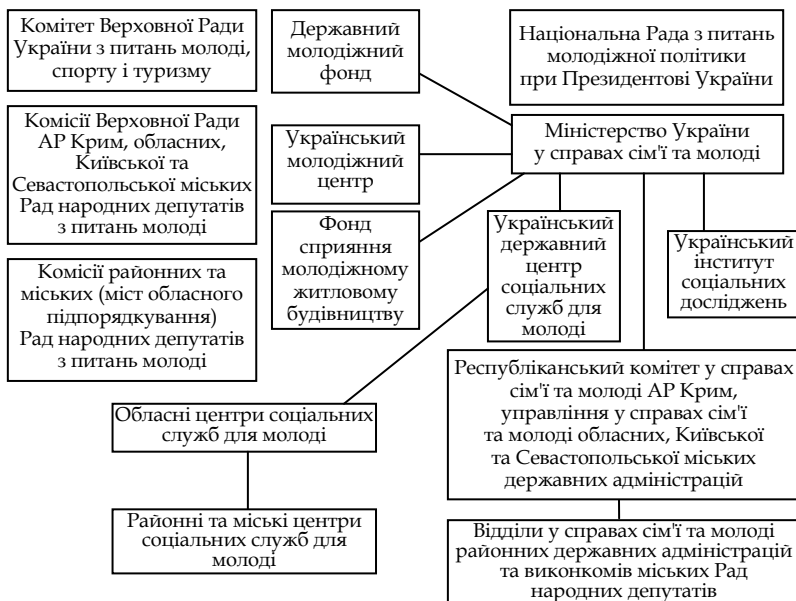 Комітет Верховної Ради
України з питань молоді,
спорту і туризму
Державний
молодіжний
фонд
Національна Рада з питань
молодіжної політики
при Президентові України
Комісії Верховної Ради
АР Крим, обласних,
Київської та
Севастопольської міських
Рад народних депутатів
з питань молоді
Український
молодіжний
центр
Міністерство України
у справах сім'ї та молоді
Комісії районних та
міських (міст обласного
підпорядкування)
Рад народних депутатів
з питань молоді
Фонд
сприяння
молодіжному
житловому
будівництву
Український
державний
центр
соціальних
служб для
молоді
Український
інститут
соціальних
досліджень
Обласні центри соціальних
служб для молоді
Республіканський комітет у справах
сім'ї та молоді АР Крим,
управління у справах сім'ї
та молоді обласних, Київської
та Севастопольської міських
державних адміністрацій
Районні та міські центри
соціальних служб для
молоді
Відділи у справах сім'ї та молоді
районних державних адміністрацій
та виконкомів міських Рад
народних депутатів